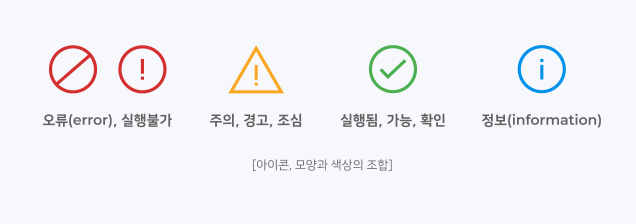 오류(error), 실행불가
주의, 경고, 조심
실행됨, 가능, 확인
정보(information)
[아이콘, 모양과 색상의 조합]